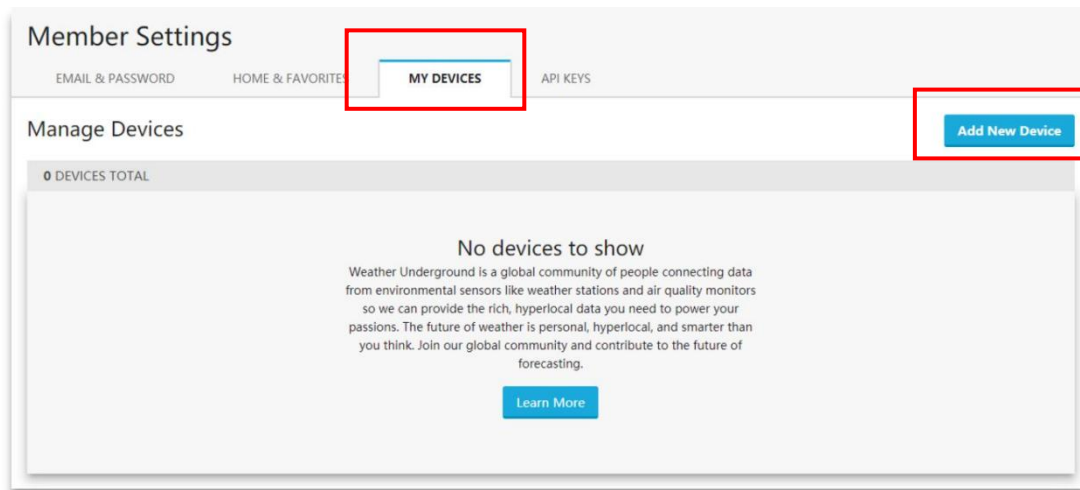 Member Settings
EMAIL & PASSWORD HOME & FAVORITES MY DEVICES API KEYS
Manage Devices Add New Device
0 DEVICES TOTAL
No devices to show
Weather Underground is a global community of people connecting data
from environmental sensors like weather stations and air quality monitors
so we can provide the rich, hyperlocal data you need to power your
passions. The future of weather is personal, hyperlocal, and smarter than
you think. Join our global community and contribute to the future of
forecasting.
Learn More